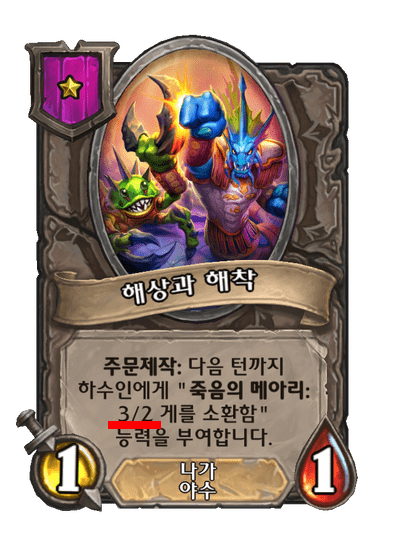 해상과 해착
주문제작: 다음 턴까지
하수인에게 "죽음의 메아리:
3/2 게를 소환함"
능력을 부여합니다.
1
나가
야수
1